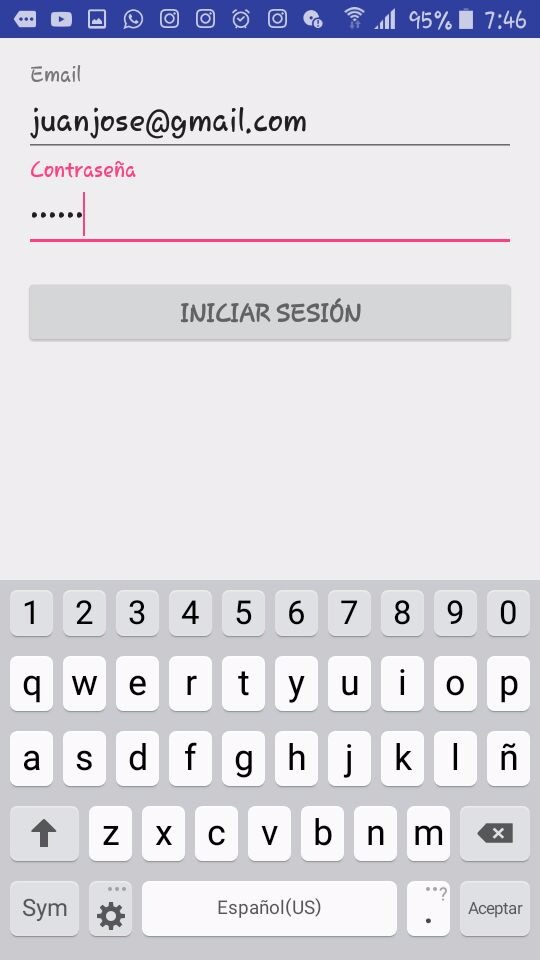 95% 7:46
Email
juanjose@gmail.com
Contraseña
••••••
INICIAR SESIÓN
1 2 3 4 5 6 7 8 9 0
q w e r t y u i o p
a s d f g h j k l ñ
z x c v b n m
Sym Español(US) . ? Aceptar